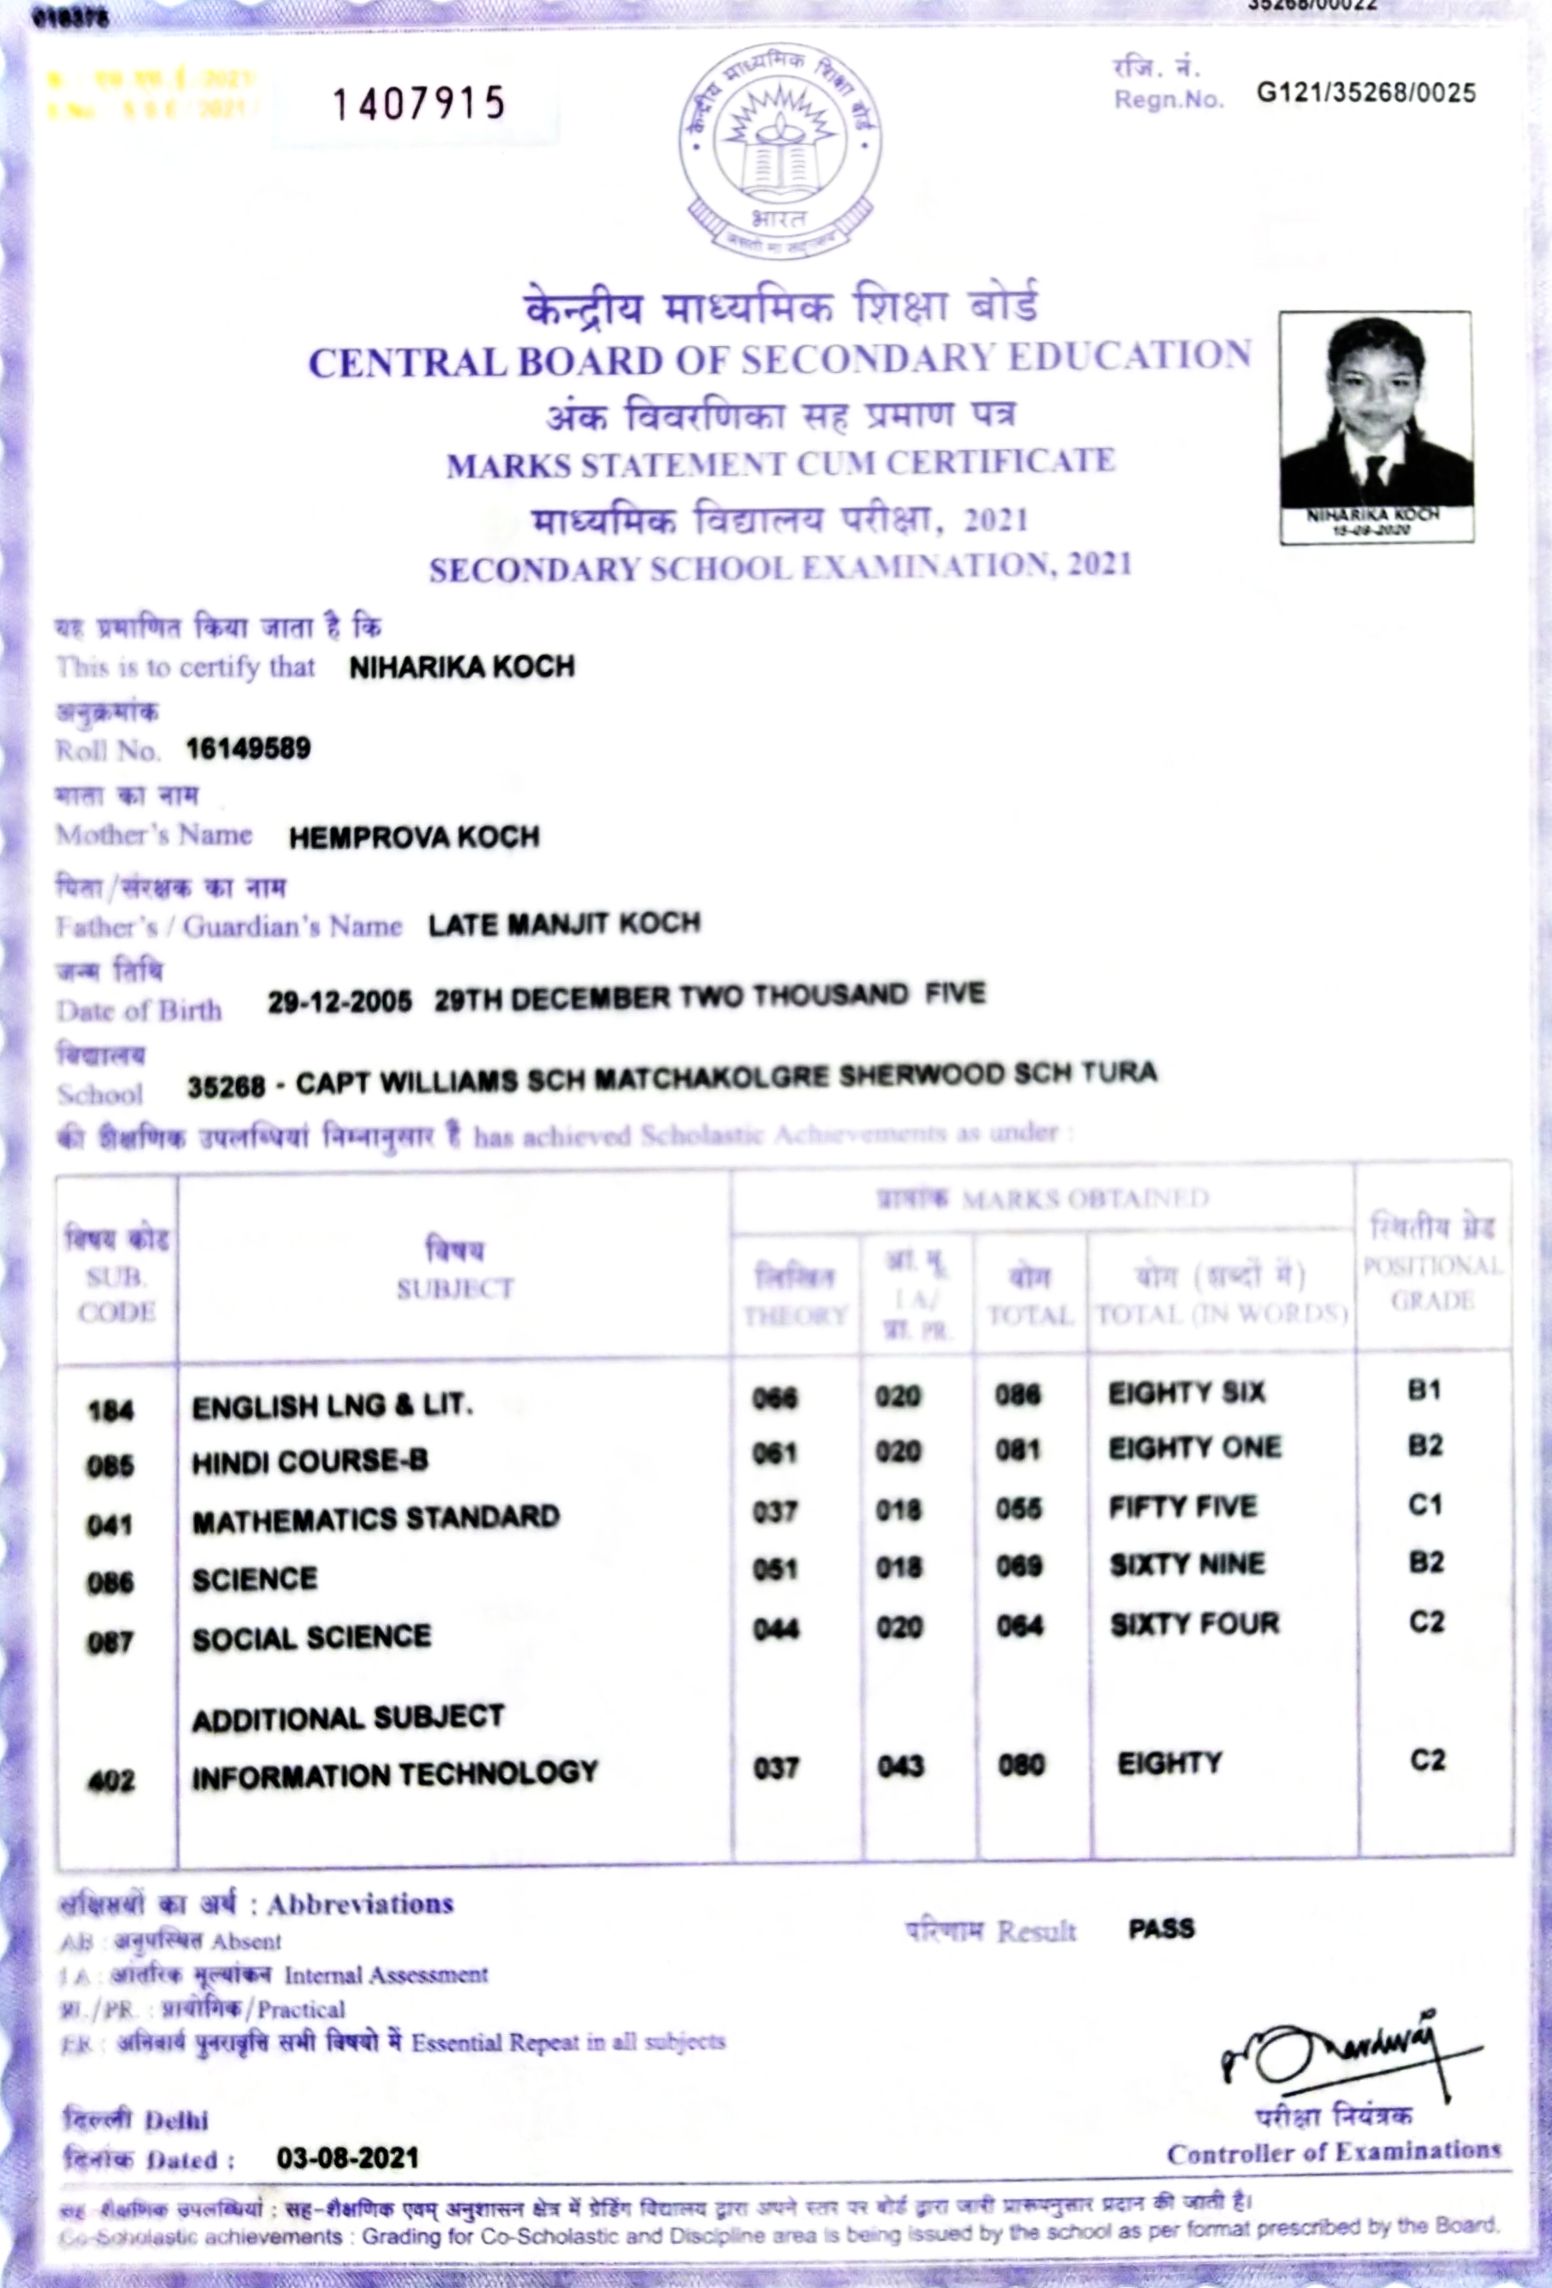 018378
35268/00022
1407915
रजि. नं.
Regn.No. G121/35268/0025
केन्द्रीय माध्यमिक शिक्षा बोर्ड
भारत
असतो मा सद्गमय
केन्द्रीय माध्यमिक शिक्षा बोर्ड
CENTRAL BOARD OF SECONDARY EDUCATION
अंक विवरणिका सह प्रमाण पत्र
MARKS STATEMENT CUM CERTIFICATE
माध्यमिक विद्यालय परीक्षा, 2021
SECONDARY SCHOOL EXAMINATION, 2021
NIHARIKA KOCH
15-09-2020
यह प्रमाणित किया जाता है कि
This is to certify that NIHARIKA KOCH
अनुक्रमांक
Roll No. 16149589
माता का नाम
Mother's Name HEMPROVA KOCH
पिता/संरक्षक का नाम
Father's / Guardian's Name LATE MANJIT KOCH
जन्म तिथि
Date of Birth 29-12-2005 29TH DECEMBER TWO THOUSAND FIVE
विद्यालय
School 35268 - CAPT WILLIAMS SCH MATCHAKOLGRE SHERWOOD SCH TURA
की शैक्षणिक उपलब्धियां निम्नानुसार है has achieved Scholastic Achievements as under :
विषय कोड SUB. CODE
विषय SUBJECT
प्राप्तांक MARKS OBTAINED
लिखित THEORY
आं. मू. I.A/ प्रा. PR.
योग TOTAL
योग (शब्दों में) TOTAL (IN WORDS)
स्थितीय ग्रेड POSITIONAL GRADE
184 ENGLISH LNG & LIT. 066 020 086 EIGHTY SIX B1
085 HINDI COURSE-B 061 020 081 EIGHTY ONE B2
041 MATHEMATICS STANDARD 037 018 055 FIFTY FIVE C1
086 SCIENCE 051 018 069 SIXTY NINE B2
087 SOCIAL SCIENCE 044 020 064 SIXTY FOUR C2
ADDITIONAL SUBJECT
402 INFORMATION TECHNOLOGY 037 043 080 EIGHTY C2
संक्षिप्तियों का अर्थ : Abbreviations
AB : अनुपस्थित Absent
I A : आंतरिक मूल्यांकन Internal Assessment
प्रा./PR. : प्रायोगिक/Practical
ER : अनिवार्य पुनरावृत्ति सभी विषयो में Essential Repeat in all subjects
परिणाम Result PASS
दिल्ली Delhi
दिनांक Dated : 03-08-2021
परीक्षा नियंत्रक
Controller of Examinations
सह-शैक्षणिक उपलब्धियां : सह-शैक्षणिक एवम् अनुशासन क्षेत्र में ग्रेडिंग विद्यालय द्वारा अपने स्तर पर बोर्ड द्वारा जारी प्रारूपनुसार प्रदान की जाती है।
Co-Scholastic achievements : Grading for Co-Scholastic and Discipline area is being issued by the school as per format prescribed by the Board.